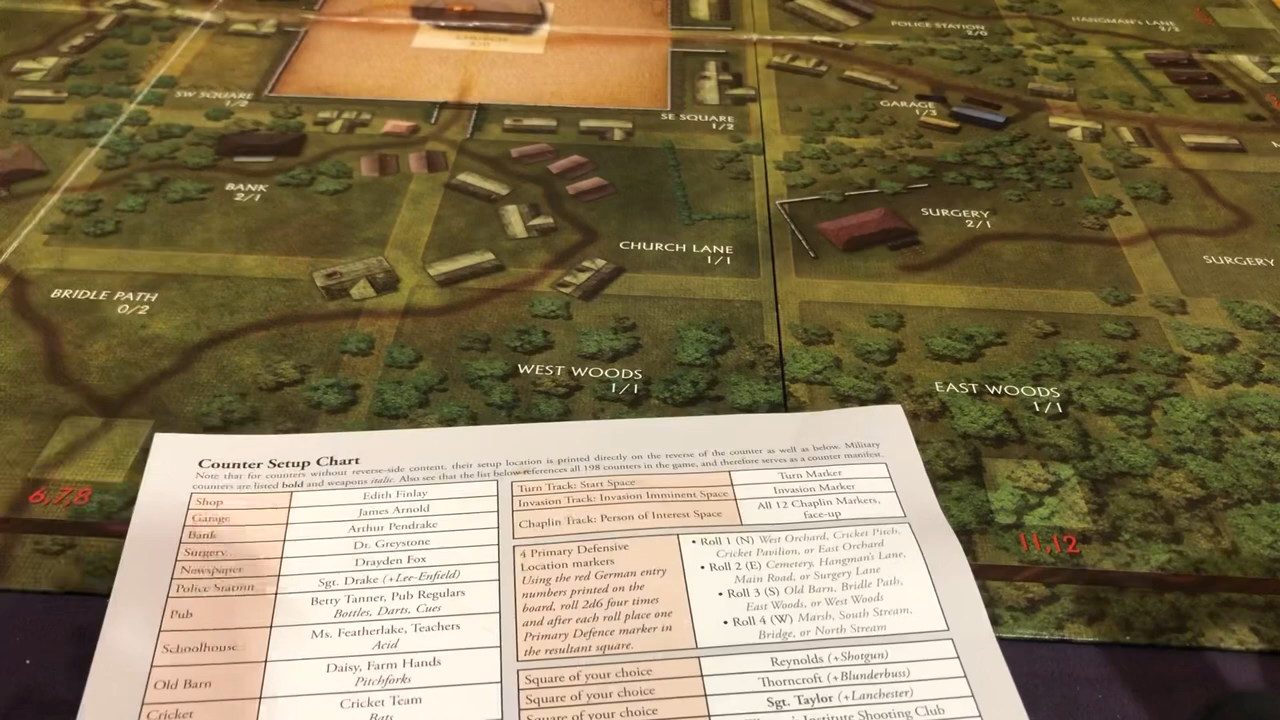 POLICE STATION
2/0
HANGMAN'S LANE
2/2
SW SQUARE
1/2
GARAGE
1/3
SE SQUARE
1/2
BANK
2/1
SURGERY
2/1
CHURCH LANE
1/1
SURGERY
BRIDLE PATH
0/2
WEST WOODS
1/1
EAST WOODS
1/1
6,7,8
11,12
Counter Setup Chart
Note that for counters without reverse-side content, their setup location is printed directly on the reverse of the counter as well as below. Military
counters are listed bold and weapons italic. Also see that the list below references all 198 counters in the game, and therefore serves as a counter manifest.
Shop
Edith Finlay
Garage
James Arnold
Bank
Arthur Pendrake
Surgery
Dr. Greystone
Newspaper
Drayden Fox
Police Station
Sgt. Drake (+Lee-Enfield)
Pub
Betty Tanner, Pub Regulars
Bottles, Darts, Cues
Schoolhouse
Ms. Featherlake, Teachers
Acid
Old Barn
Daisy, Farm Hands
Pitchforks
Cricket
Cricket Team
Bats
Turn Track: Start Space
Turn Marker
Invasion Track: Invasion Imminent Space
Invasion Marker
Chaplin Track: Person of Interest Space
All 12 Chaplin Markers,
face-up
4 Primary Defensive
Location markers
Using the red German entry
numbers printed on the
board, roll 2d6 four times
and after each roll place one
Primary Defence marker in
the resultant square.
• Roll 1 (N) West Orchard, Cricket Pitch,
Cricket Pavilion, or East Orchard
• Roll 2 (E) Cemetery, Hangman's Lane,
Main Road, or Surgery Lane
• Roll 3 (S) Old Barn, Bridle Path,
East Woods, or West Woods
• Roll 4 (W) Marsh, South Stream,
Bridge, or North Stream
Square of your choice
Reynolds (+Shotgun)
Square of your choice
Thorncroft (+Blunderbuss)
Square of your choice
Sgt. Taylor (+Lanchester)
Institute Shooting Club